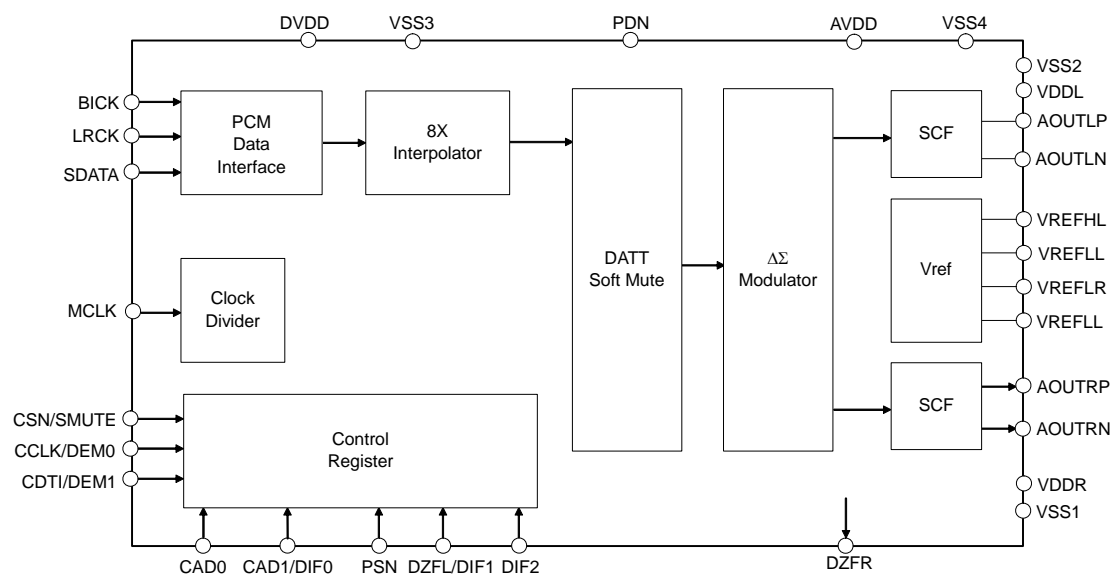 DVDD
VSS3
PDN
AVDD
VSS4
VSS2
VDDL
BICK
LRCK
SDATA
PCM
Data
Interface
8X
Interpolator
SCF
AOUTLP
AOUTLN
VREFHL
VREFLL
VREFLR
VREFLL
Vref
DATT
Soft Mute
ΔΣ
Modulator
MCLK
Clock
Divider
SCF
AOUTRP
AOUTRN
CSN/SMUTE
CCLK/DEM0
CDTI/DEM1
Control
Register
VDDR
VSS1
CAD0
CAD1/DIF0
PSN
DZFL/DIF1
DIF2
DZFR